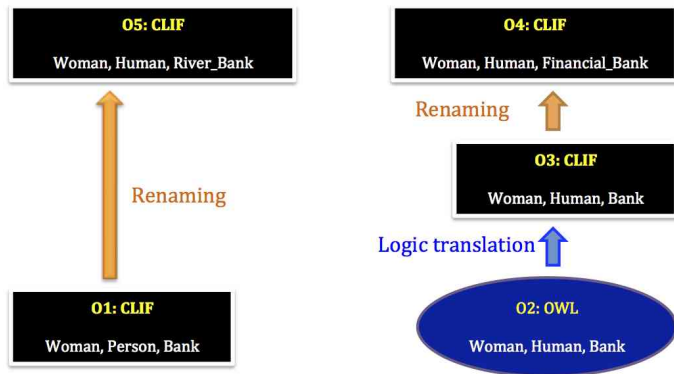 O5: CLIF
Woman, Human, River_Bank
O4: CLIF
Woman, Human, Financial_Bank
Renaming
O3: CLIF
Woman, Human, Bank
Renaming
Logic translation
O1: CLIF
Woman, Person, Bank
O2: OWL
Woman, Human, Bank